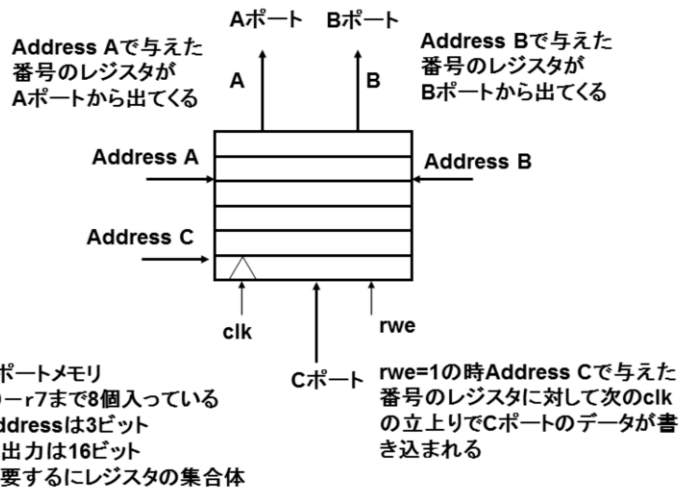 Aポート Bポート
Address Aで与えた
番号のレジスタが
Aポートから出てくる
Address Bで与えた
番号のレジスタが
Bポートから出てくる
A
B
Address A
Address B
Address C
clk
rwe
Cポート
ポートメモリ
ーr7まで8個入っている
ddressは3ビット
出力は16ビット
要するにレジスタの集合体
rwe=1の時Address Cで与えた
番号のレジスタに対して次のclk
の立上りでCポートのデータが書
き込まれる